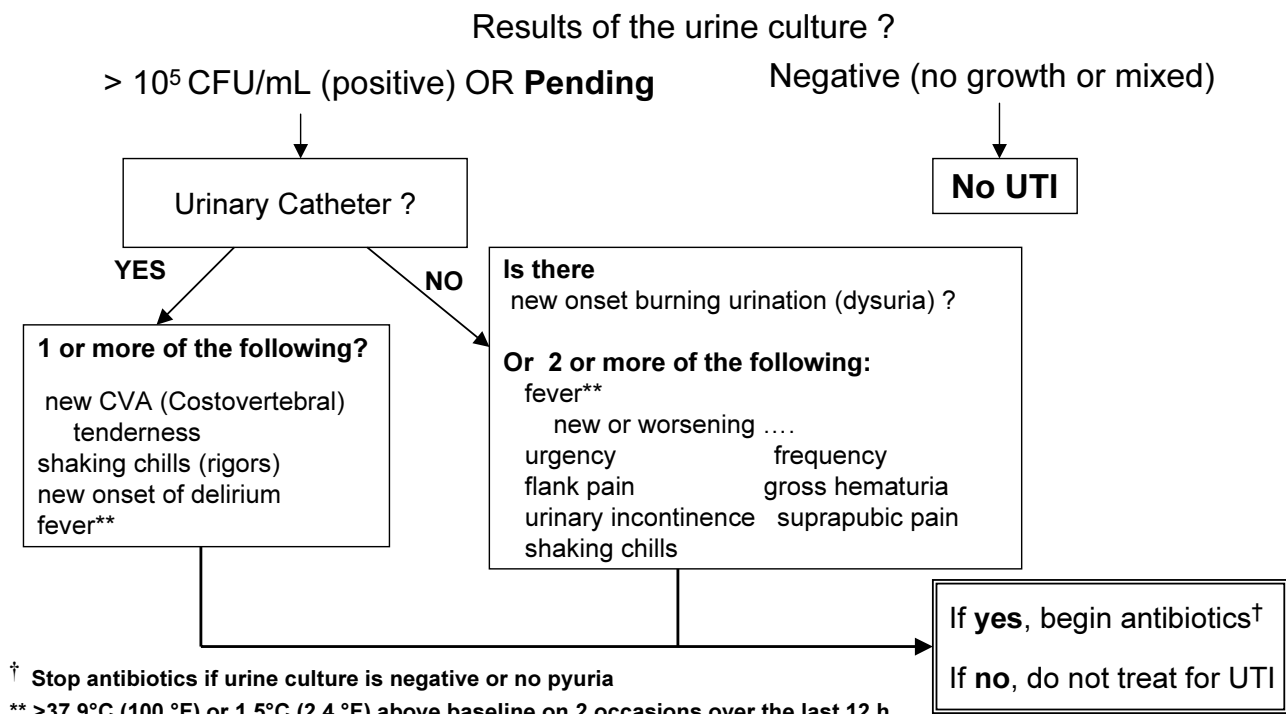 Results of the urine culture ?
> 10⁵ CFU/mL (positive) OR Pending
Negative (no growth or mixed)
No UTI
Urinary Catheter ?
YES
NO
1 or more of the following?
new CVA (Costovertebral)
tenderness
shaking chills (rigors)
new onset of delirium
fever**
Is there
new onset burning urination (dysuria) ?
Or 2 or more of the following:
fever**
new or worsening ….
urgency frequency
flank pain gross hematuria
urinary incontinence suprapubic pain
shaking chills
If yes, begin antibiotics†
If no, do not treat for UTI
† Stop antibiotics if urine culture is negative or no pyuria
** >37.9°C (100 °F) or 1.5°C (2.4 °F) above baseline on 2 occasions over the last 12 h